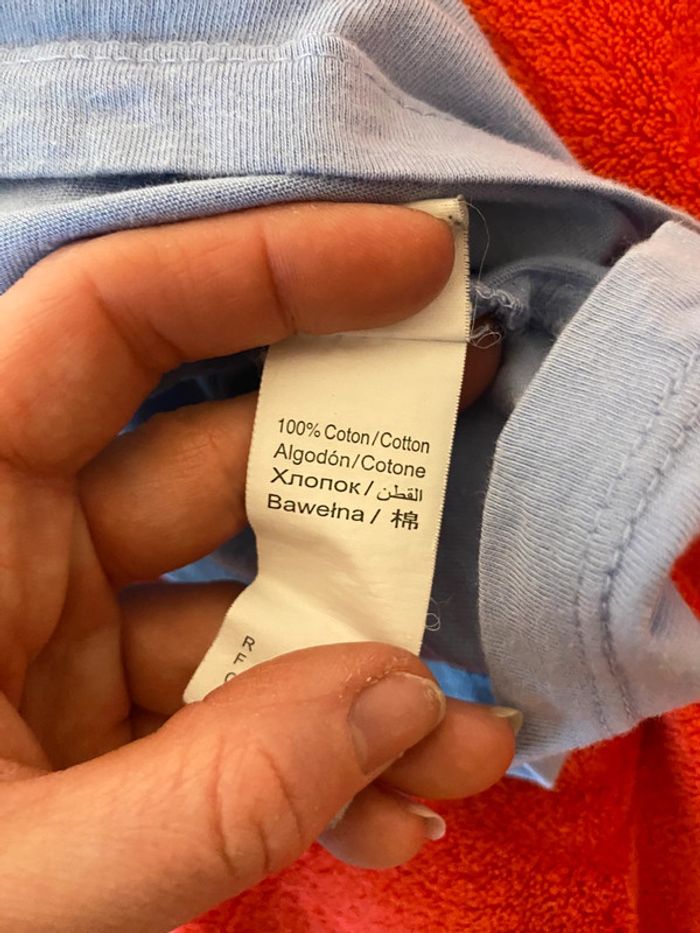 100% Coton/Cotton
Algodón/Cotone
Хлопок/القطن
Bawełna / 棉
R
F